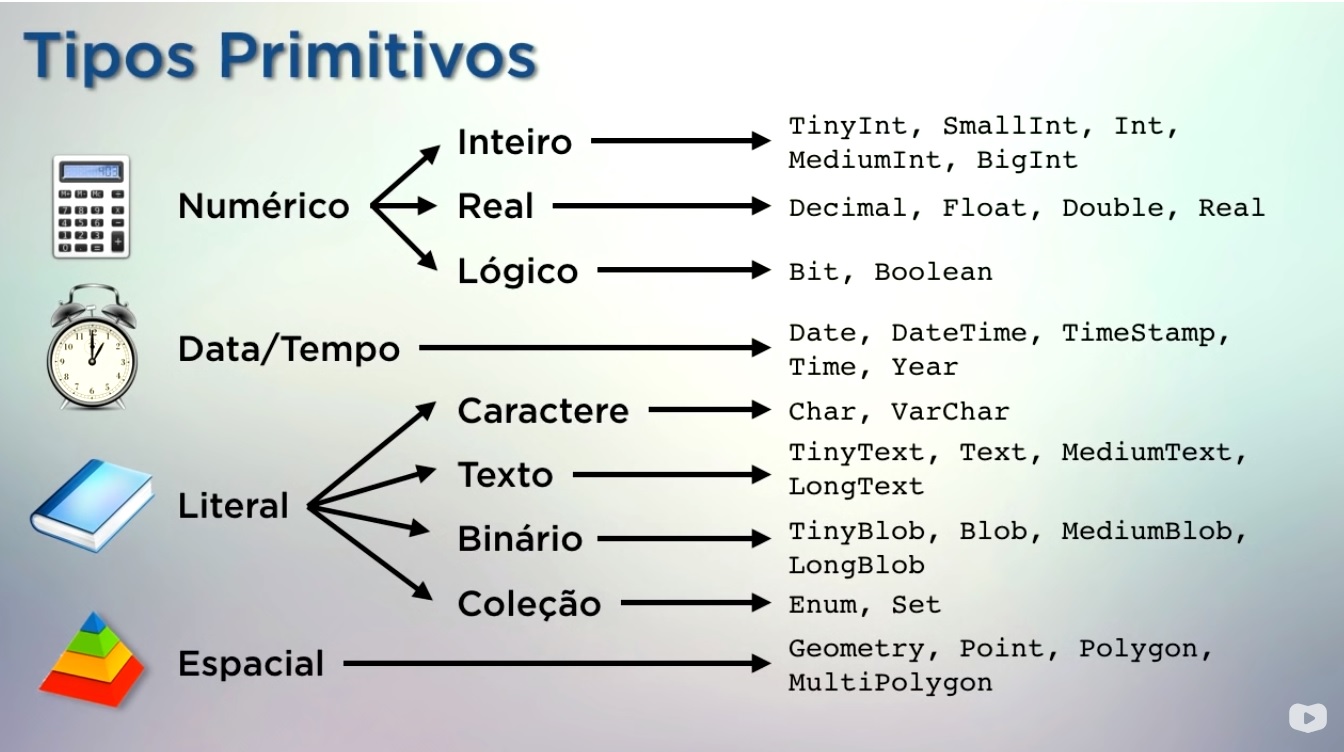 Tipos Primitivos
Numérico
Inteiro
TinyInt, SmallInt, Int,
MediumInt, BigInt
Real
Decimal, Float, Double, Real
Lógico
Bit, Boolean
Data/Tempo
Date, DateTime, TimeStamp,
Time, Year
Literal
Caractere
Char, VarChar
Texto
TinyText, Text, MediumText,
LongText
Binário
TinyBlob, Blob, MediumBlob,
LongBlob
Coleção
Enum, Set
Espacial
Geometry, Point, Polygon,
MultiPolygon